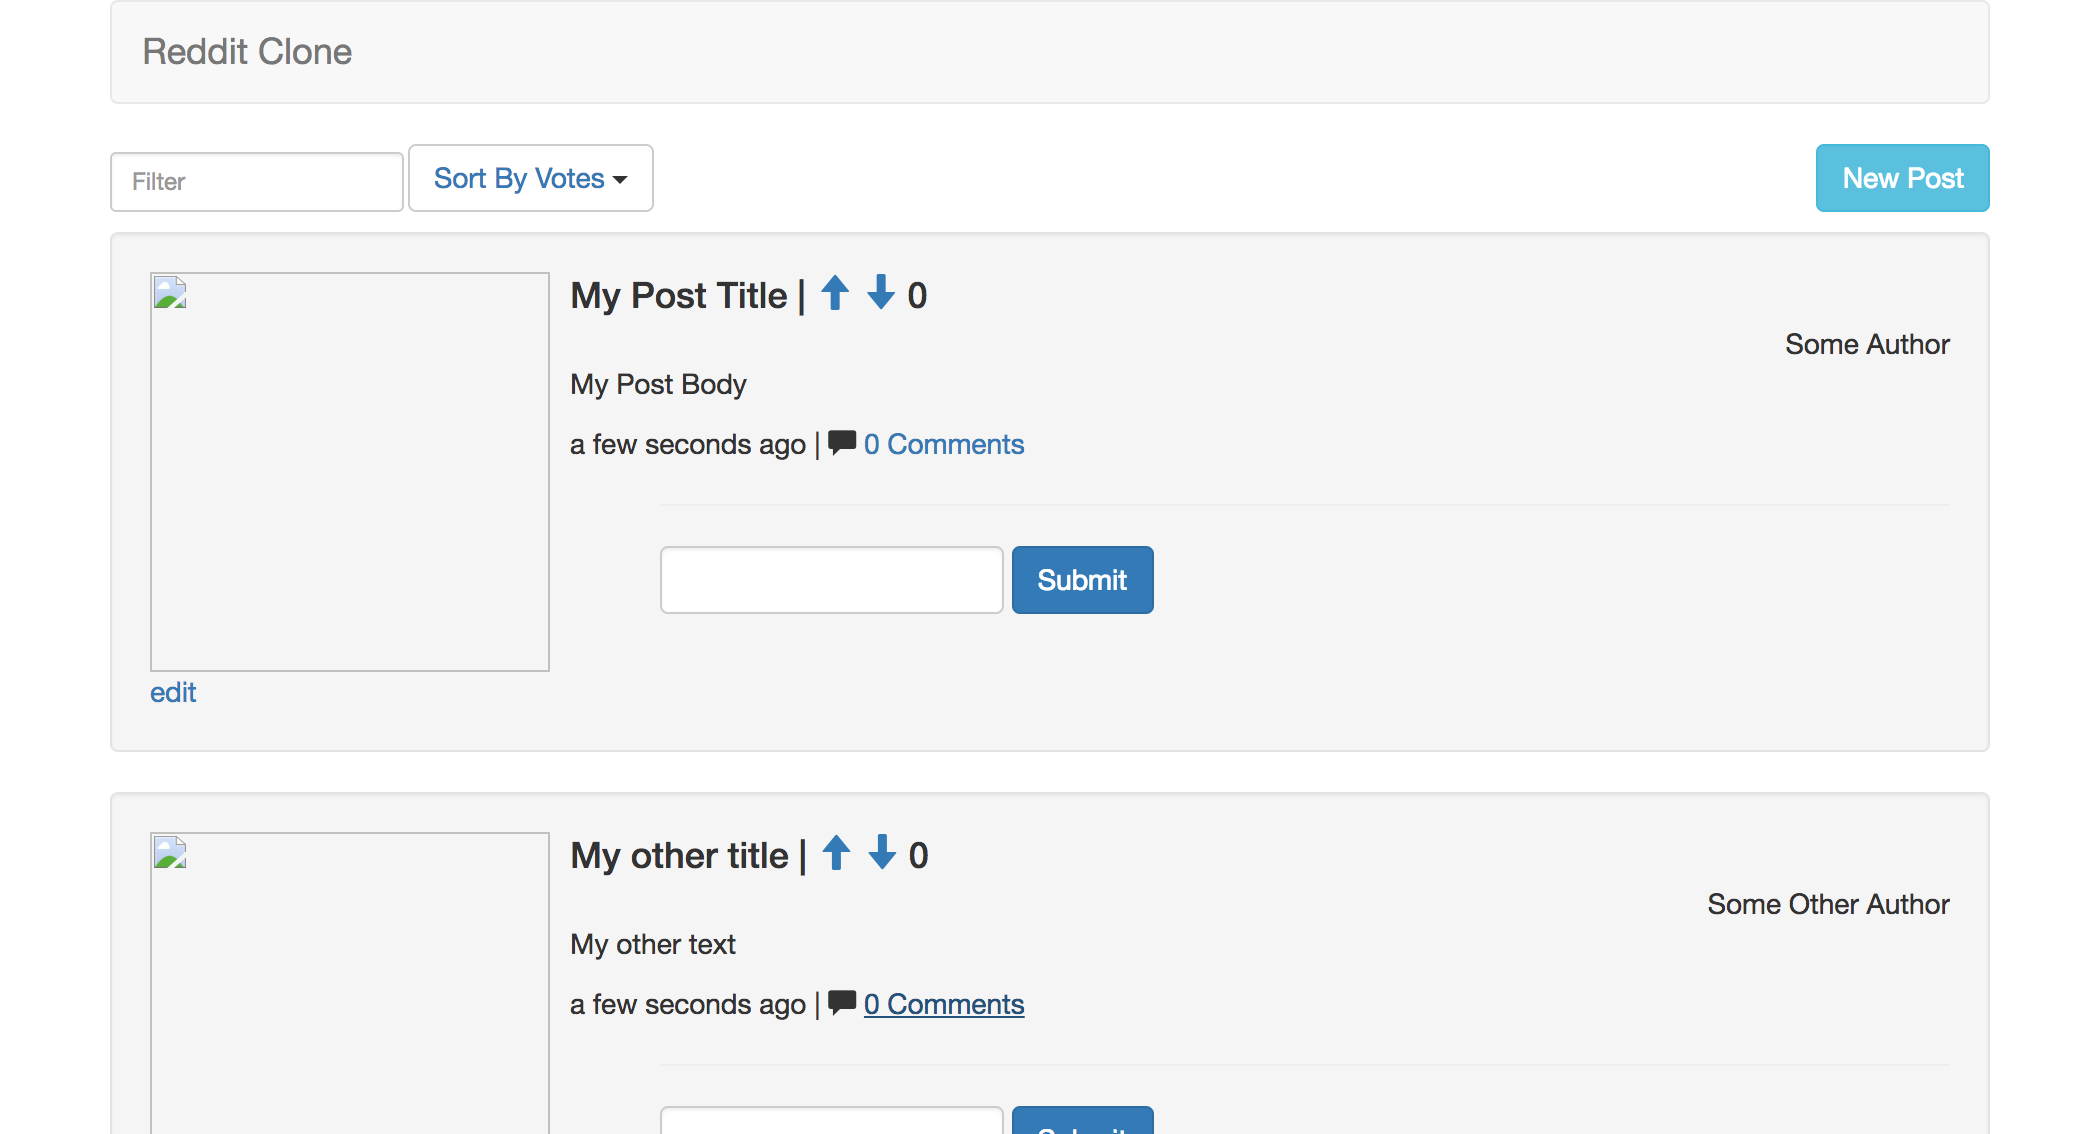 Reddit Clone
Filter
Sort By Votes
New Post
My Post Title | 0
Some Author
My Post Body
a few seconds ago | 0 Comments
Submit
edit
My other title | 0
Some Other Author
My other text
a few seconds ago | 0 Comments
Submit